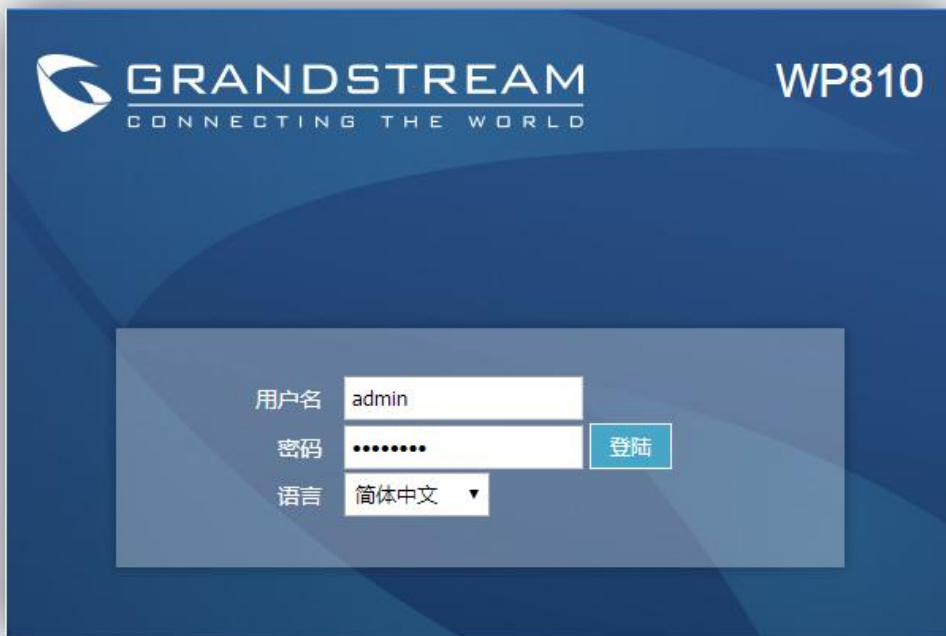 GRANDSTREAM
CONNECTING THE WORLD
WP810
用户名 admin
密码 •••••••• 登陆
语言 简体中文 ▼